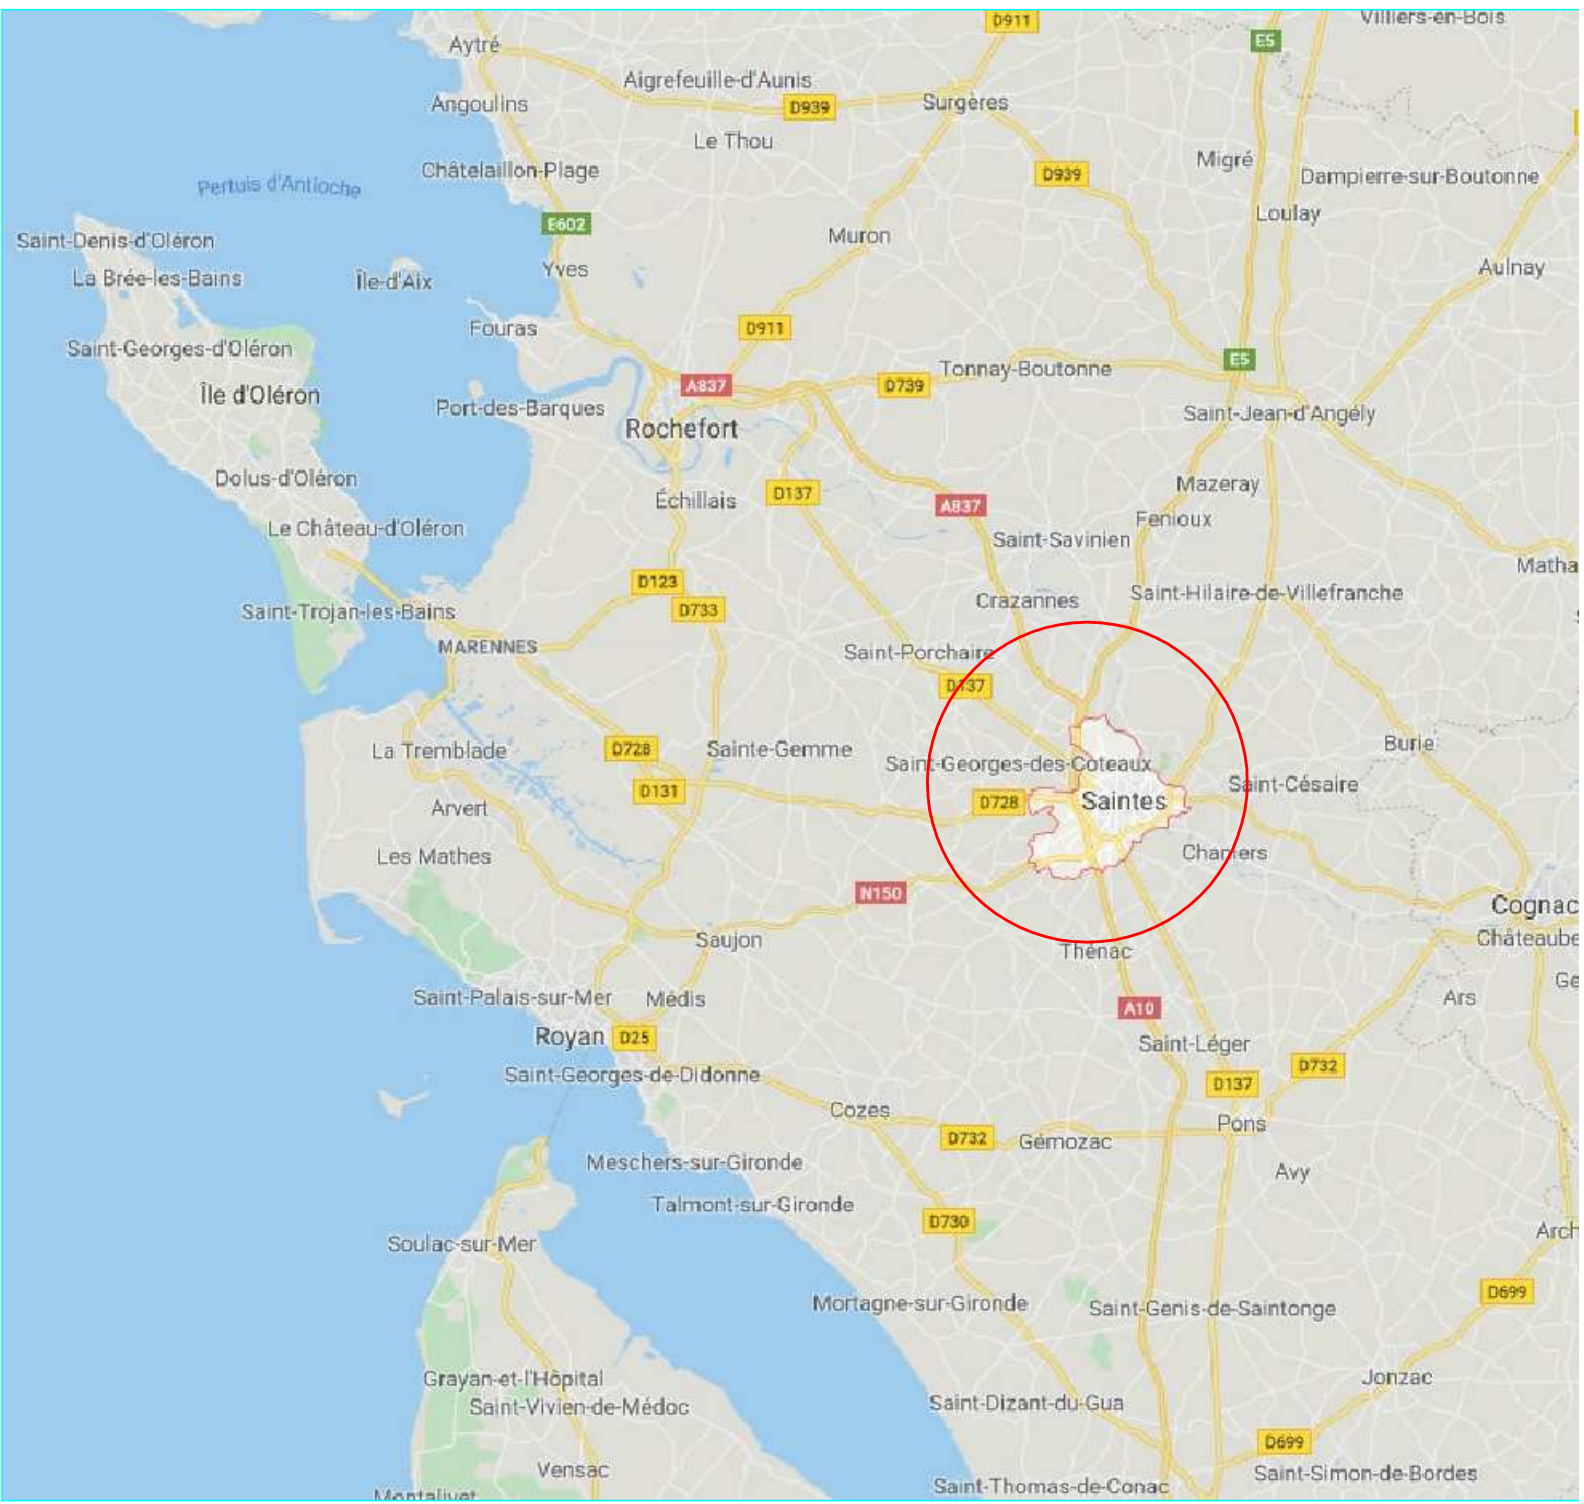 D911
Villiers-en-Bois
Aytré
E5
Aigrefeuille-d'Aunis
Angoulins
D939
Surgères
Le Thou
Migré
Châtelaillon-Plage
D939
Dampierre-sur-Boutonne
Pertuis d'Antioche
Loulay
E602
Saint-Denis-d'Oléron
Muron
Yves
Aulnay
La Brée-les-Bains
Île-d'Aix
Fouras
D911
Saint-Georges-d'Oléron
E5
Tonnay-Boutonne
A837
D739
Île d'Oléron
Port-des-Barques
Saint-Jean-d'Angély
Rochefort
Dolus-d'Oléron
Mazeray
D137
Échillais
A837
Fenioux
Le Château-d'Oléron
Saint-Savinien
Matha
D123
Saint-Hilaire-de-Villefranche
Crazannes
D733
Saint-Trojan-les-Bains
MARENNES
Saint-Porchaire
D137
Burie
La Tremblade
D728
Sainte-Gemme
Saint-Georges-des-Coteaux
Saint-Césaire
D131
D728
Saintes
Arvert
Chaniers
Les Mathes
N150
Cognac
Saujon
Châteaube
Thénac
Ge
Saint-Palais-sur-Mer
Médis
Ars
A10
Royan
D25
Saint-Léger
D732
Saint-Georges-de-Didonne
D137
Cozes
Pons
D732
Gémozac
Meschers-sur-Gironde
Avy
Talmont-sur-Gironde
D730
Arch
Soulac-sur-Mer
D699
Mortagne-sur-Gironde
Saint-Genis-de-Saintonge
Grayan-et-l'Hôpital
Jonzac
Saint-Vivien-de-Médoc
Saint-Dizant-du-Gua
D699
Vensac
Saint-Simon-de-Bordes
Saint-Thomas-de-Conac
Montalivet